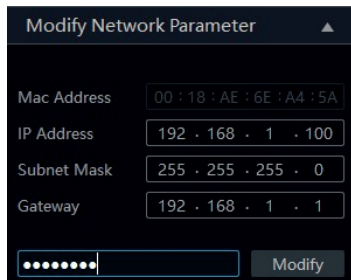 Modify Network Parameter ▲
Mac Address 00 : 18 : AE : 6E : A4 : 5A
IP Address 192 . 168 . 1 . 100
Subnet Mask 255 . 255 . 255 . 0
Gateway 192 . 168 . 1 . 1
●●●●●●●● Modify